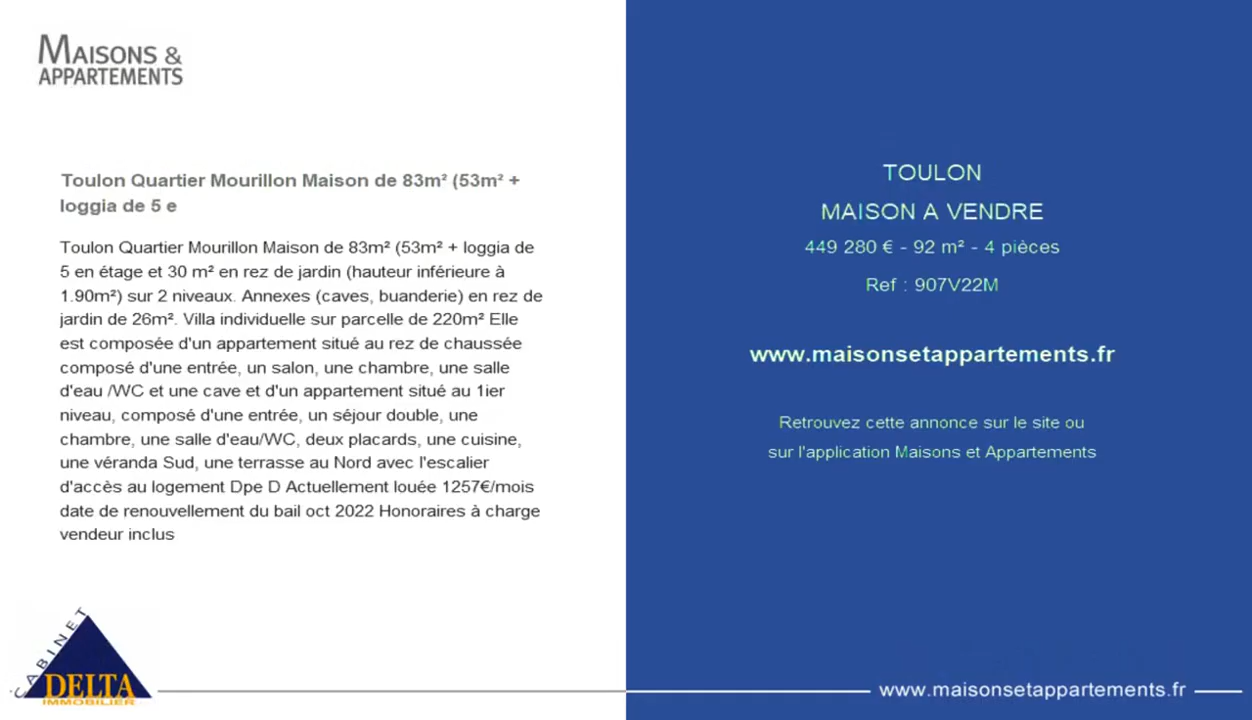 MAISONS &
APPARTEMENTS
Toulon Quartier Mourillon Maison de 83m² (53m² +
loggia de 5 e
Toulon Quartier Mourillon Maison de 83m² (53m² + loggia de
5 en étage et 30 m² en rez de jardin (hauteur inférieure à
1.90m²) sur 2 niveaux. Annexes (caves, buanderie) en rez de
jardin de 26m². Villa individuelle sur parcelle de 220m² Elle
est composée d'un appartement situé au rez de chaussée
composé d'une entrée, un salon, une chambre, une salle
d'eau /WC et une cave et d'un appartement situé au 1ier
niveau, composé d'une entrée, un séjour double, une
chambre, une salle d'eau/WC, deux placards, une cuisine,
une véranda Sud, une terrasse au Nord avec l'escalier
d'accès au logement Dpe D Actuellement louée 1257€/mois
date de renouvellement du bail oct 2022 Honoraires à charge
vendeur inclus
CABINET
DELTA
IMMOBILIER
TOULON
MAISON A VENDRE
449 280 € - 92 m² - 4 pièces
Ref : 907V22M
www.maisonsetappartements.fr
Retrouvez cette annonce sur le site ou
sur l'application Maisons et Appartements
www.maisonsetappartements.fr